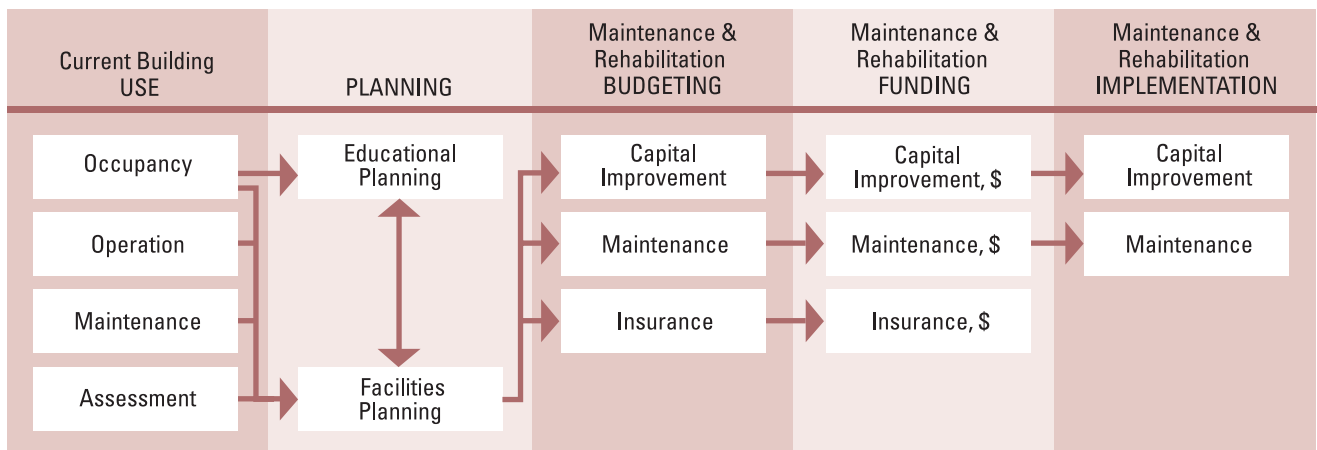 Current Building
USE
PLANNING
Maintenance &
Rehabilitation
BUDGETING
Maintenance &
Rehabilitation
FUNDING
Maintenance &
Rehabilitation
IMPLEMENTATION
Occupancy
Operation
Maintenance
Assessment
Educational
Planning
Facilities
Planning
Capital
Improvement
Maintenance
Insurance
Capital
Improvement, $
Maintenance, $
Insurance, $
Capital
Improvement
Maintenance